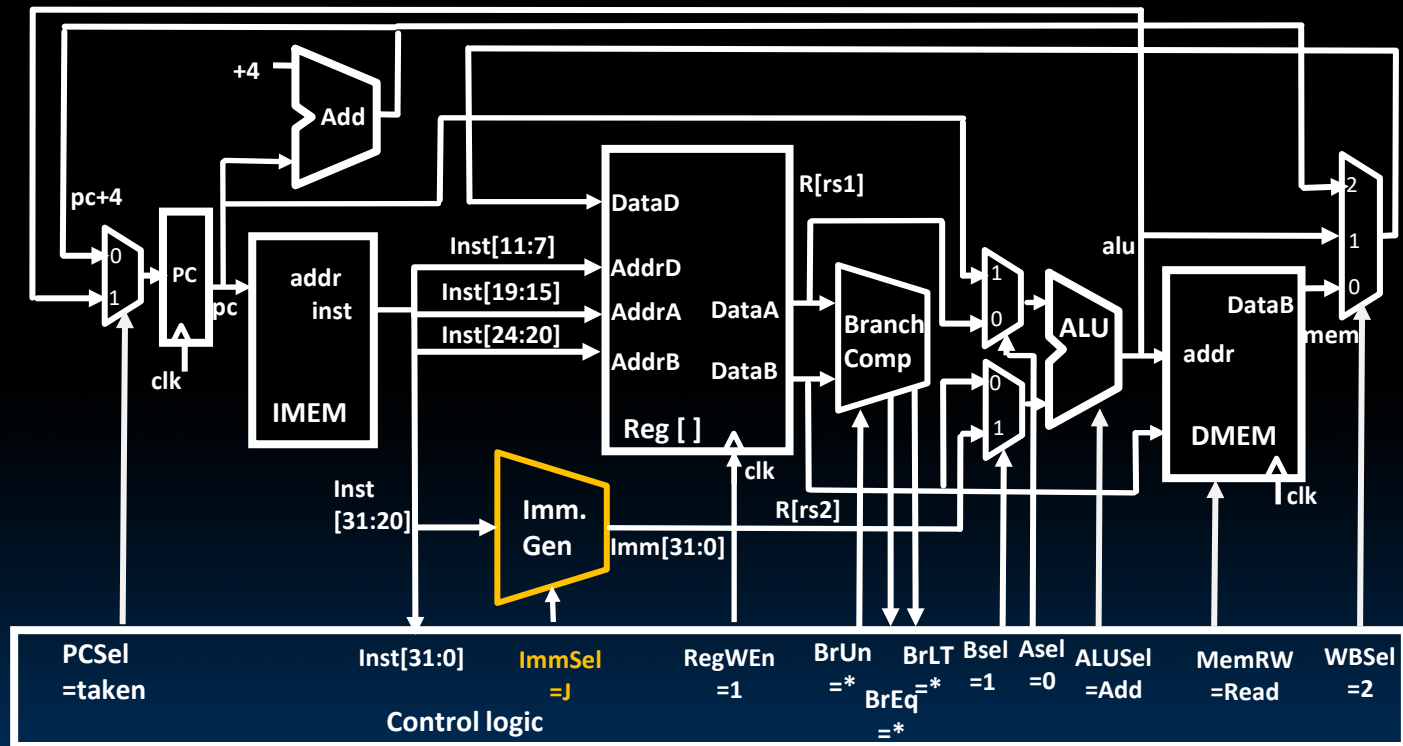 +4
Add
pc+4
0
1
PC
clk
pc
addr
inst
IMEM
Inst[11:7]
Inst[19:15]
Inst[24:20]
DataD
AddrD
AddrA
AddrB
DataA
DataB
Reg [ ]
clk
R[rs1]
R[rs2]
Branch
Comp
1
0
0
1
ALU
alu
addr
DataB
DMEM
clk
mem
2
1
0
Inst
[31:20]
Imm.
Gen
Imm[31:0]
PCSel
=taken
Inst[31:0]
ImmSel
=J
RegWEn
=1
BrUn
=*
BrEq
=*
BrLT
=*
Bsel
=1
Asel
=0
ALUSel
=Add
MemRW
=Read
WBSel
=2
Control logic